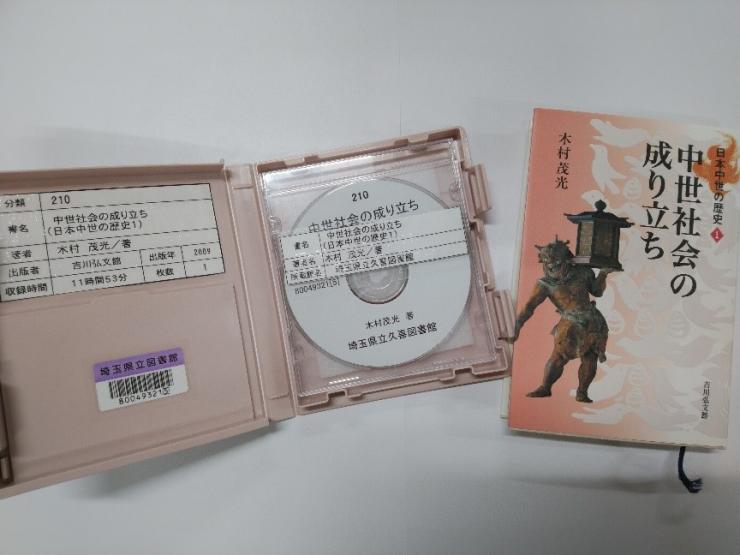 分類 210
書名 中世社会の成り立ち
(日本中世の歴史1)
著者 木村 茂光／著
出版者 吉川弘文館 出版年 2009
収録時間 11時間53分 枚数 1
埼玉県立図書館
80049321
210
中世社会の成り立ち
書名 中世社会の成り立ち
(日本中世の歴史1)
著者名 木村 茂光／著
所蔵館名 埼玉県立久喜図書館
80049321[5]
木村茂光 著
埼玉県立久喜図書館
日本中世の歴史 1
中世社会の
成り立ち
木村茂光
吉川弘文館